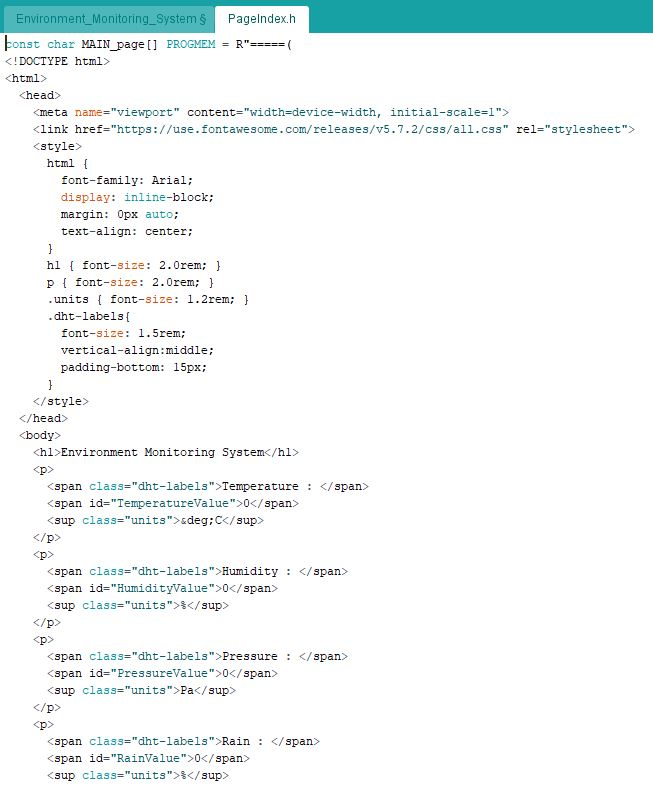 Environment_Monitoring_System § PageIndex.h
const char MAIN_page[] PROGMEM = R"=====(
<!DOCTYPE html>
<html>
  <head>
    <meta name="viewport" content="width=device-width, initial-scale=1">
    <link href="https://use.fontawesome.com/releases/v5.7.2/css/all.css" rel="stylesheet">
    <style>
      html {
        font-family: Arial;
        display: inline-block;
        margin: 0px auto;
        text-align: center;
      }
      h1 { font-size: 2.0rem; }
      p { font-size: 2.0rem; }
      .units { font-size: 1.2rem; }
      .dht-labels{
        font-size: 1.5rem;
        vertical-align:middle;
        padding-bottom: 15px;
      }
    </style>
  </head>
  <body>
    <h1>Environment Monitoring System</h1>
    <p>
      <span class="dht-labels">Temperature : </span>
      <span id="TemperatureValue">0</span>
      <sup class="units">&deg;C</sup>
    </p>
    <p>
      <span class="dht-labels">Humidity : </span>
      <span id="HumidityValue">0</span>
      <sup class="units">%</sup>
    </p>
    <p>
      <span class="dht-labels">Pressure : </span>
      <span id="PressureValue">0</span>
      <sup class="units">Pa</sup>
    </p>
    <p>
      <span class="dht-labels">Rain : </span>
      <span id="RainValue">0</span>
      <sup class="units">%</sup>